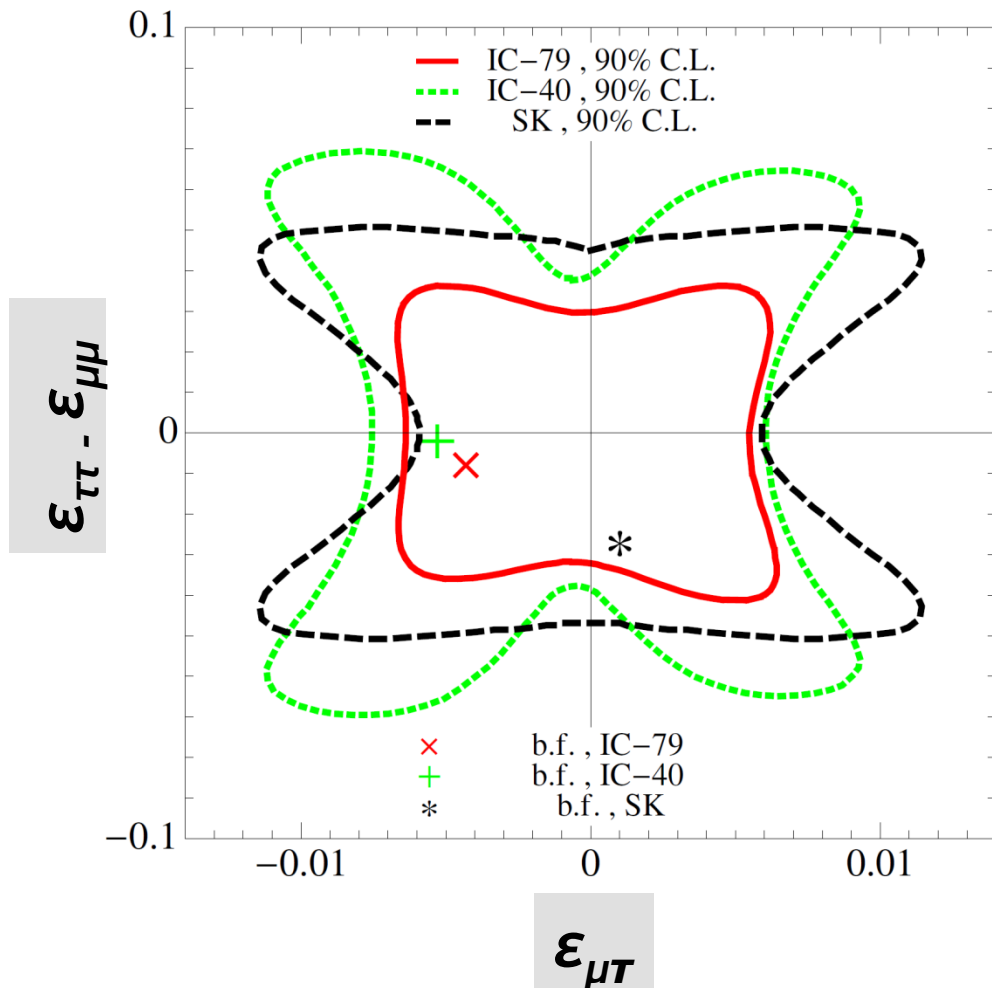 0.1
IC−79 , 90% C.L.
IC−40 , 90% C.L.
SK , 90% C.L.
ε_ττ - ε_μμ
0
b.f. , IC−79
b.f. , IC−40
b.f. , SK
−0.1
−0.01 0 0.01
ε_μτ